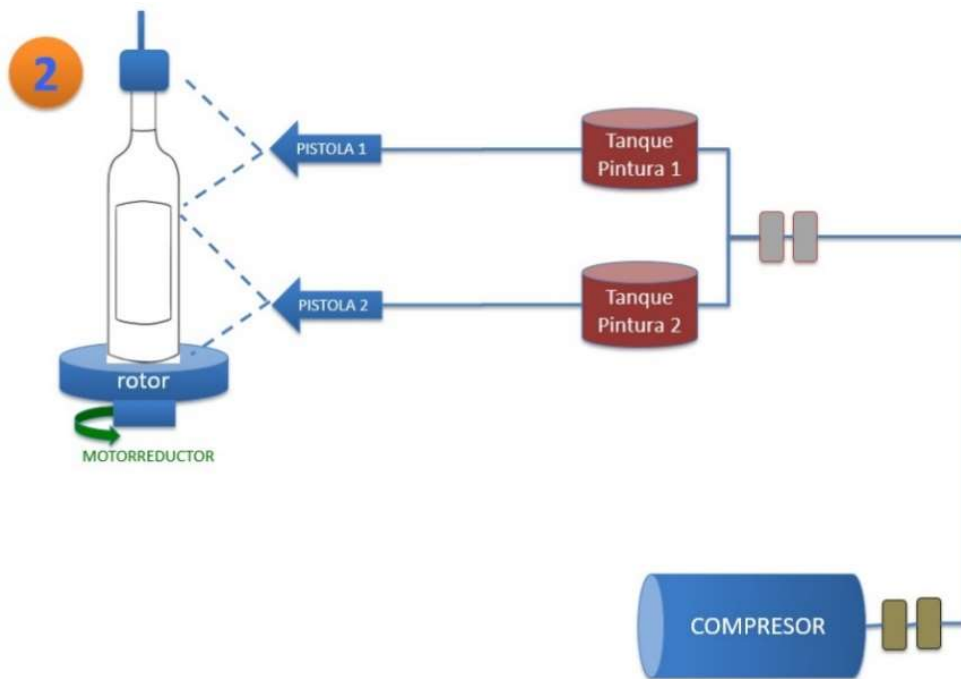 2
PISTOLA 1
Tanque
Pintura 1
PISTOLA 2
Tanque
Pintura 2
rotor
MOTORREDUCTOR
COMPRESOR